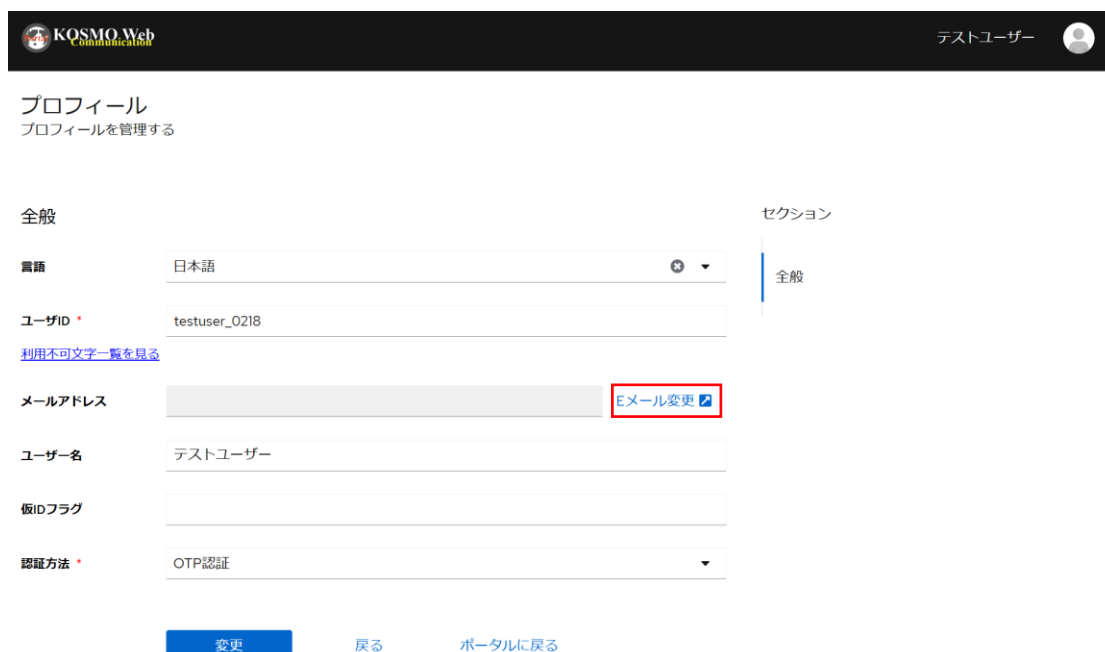 Portal KOSMO Web
Communication
テストユーザー
プロフィール
プロフィールを管理する
全般
セクション
言語
日本語
全般
ユーザID *
testuser_0218
利用不可文字一覧を見る
メールアドレス
Eメール変更
ユーザー名
テストユーザー
仮IDフラグ
認証方法 *
OTP認証
変更
戻る
ポータルに戻る